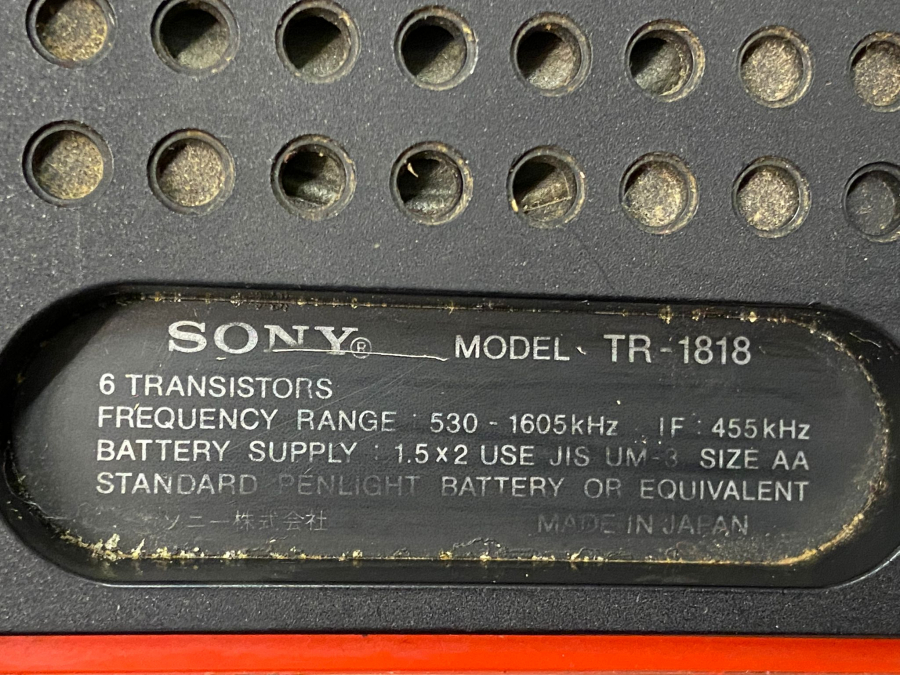 SONY® MODEL TR-1818
6 TRANSISTORS
FREQUENCY RANGE : 530 - 1605kHz IF : 455kHz
BATTERY SUPPLY : 1.5×2 USE JIS UM-3 SIZE AA
STANDARD PENLIGHT BATTERY OR EQUIVALENT
ソニー株式会社 MADE IN JAPAN